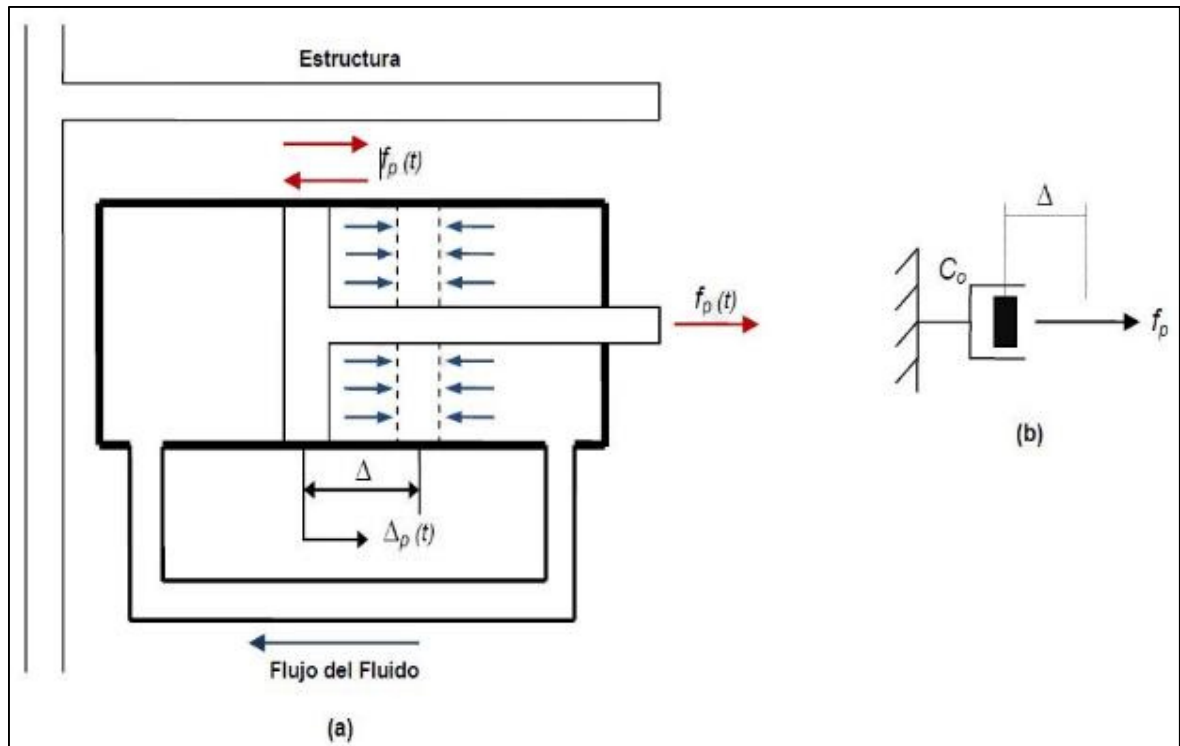 Estructura
fₚ (t)
fₚ (t)
Δ
Δₚ (t)
Flujo del Fluido
(a)
Δ
Cₒ
fₚ
(b)